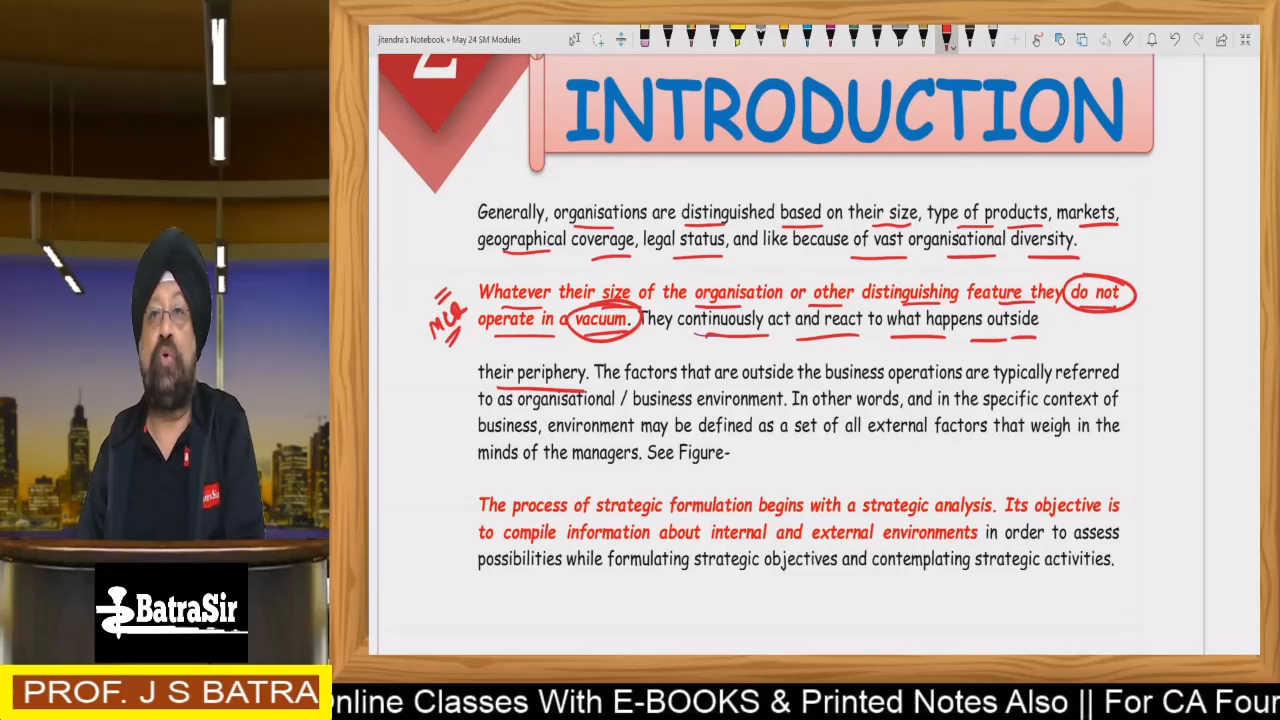 jitendra's Notebook » May 24 SM Modules
2
INTRODUCTION
Generally, organisations are distinguished based on their size, type of products, markets,
geographical coverage, legal status, and like because of vast organisational diversity.
Whatever their size of the organisation or other distinguishing feature they do not
operate in a vacuum. They continuously act and react to what happens outside
MCQ
their periphery. The factors that are outside the business operations are typically referred
to as organisational / business environment. In other words, and in the specific context of
business, environment may be defined as a set of all external factors that weigh in the
minds of the managers. See Figure-
The process of strategic formulation begins with a strategic analysis. Its objective is
to compile information about internal and external environments in order to assess
possibilities while formulating strategic objectives and contemplating strategic activities.
BatraSir
BatraSir
PROF. J S BATRA
nline Classes With E-BOOKS & Printed Notes Also || For CA Four